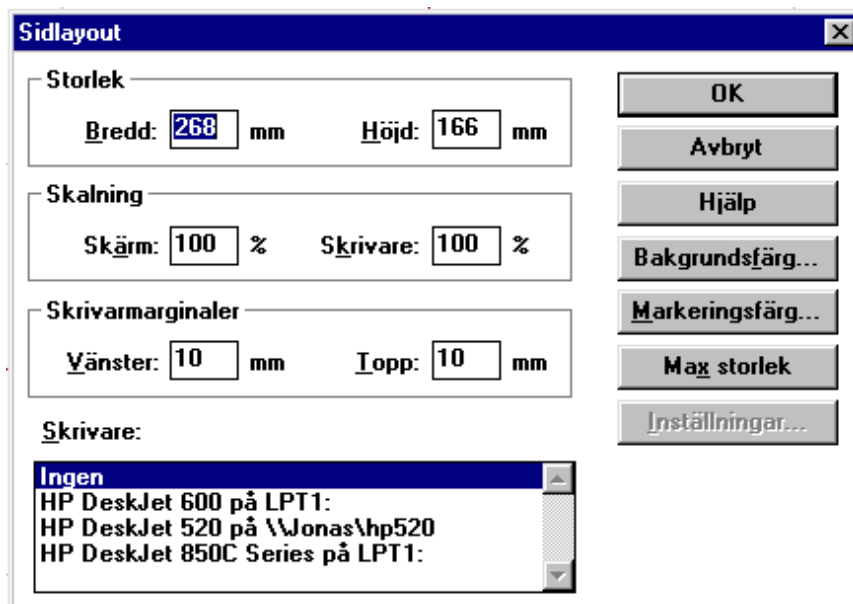 Sidlayout
Storlek
Bredd: 268 mm Höjd: 166 mm
Skalning
Skärm: 100 % Skrivare: 100 %
Skrivarmarginaler
Vänster: 10 mm Topp: 10 mm
Skrivare:
Ingen
HP DeskJet 600 på LPT1:
HP DeskJet 520 på \\Jonas\hp520
HP DeskJet 850C Series på LPT1:
OK
Avbryt
Hjälp
Bakgrundsfärg...
Markeringsfärg...
Max storlek
Inställningar...